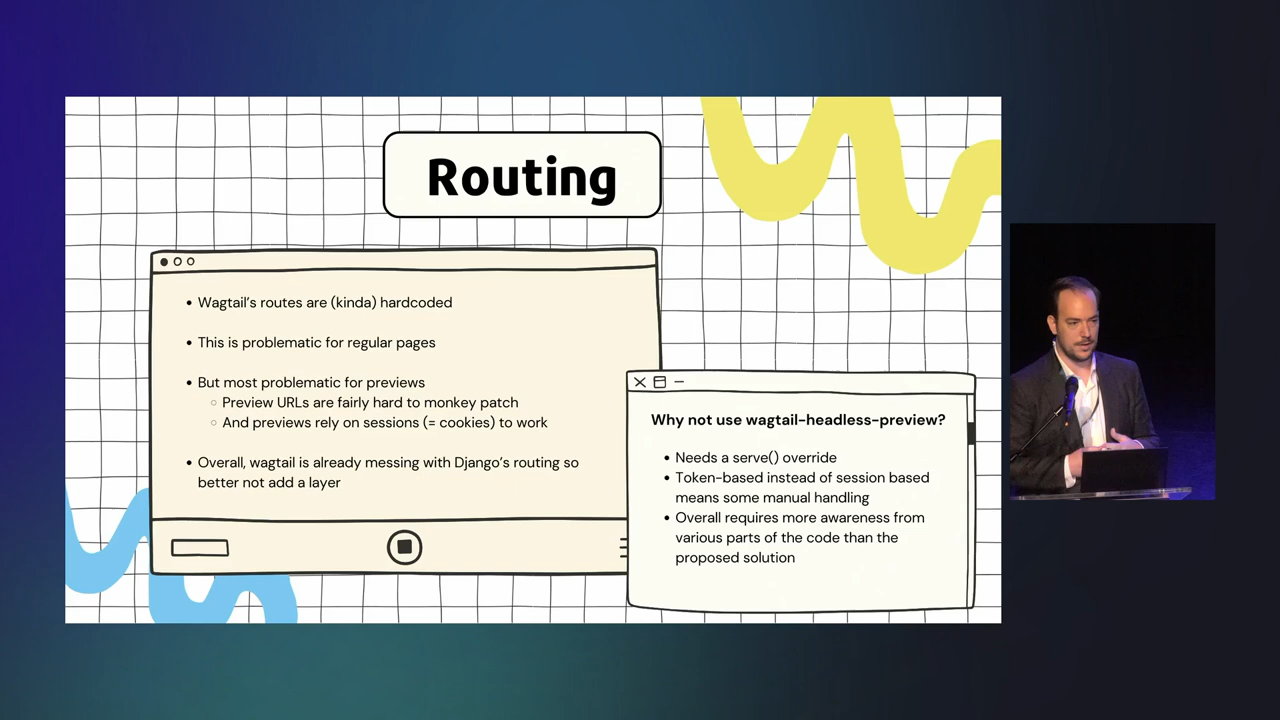 Routing
• Wagtail's routes are (kinda) hardcoded
• This is problematic for regular pages
• But most problematic for previews
○ Preview URLs are fairly hard to monkey patch
○ And previews rely on sessions (= cookies) to work
• Overall, wagtail is already messing with Django's routing so
better not add a layer
Why not use wagtail-headless-preview?
• Needs a serve() override
• Token-based instead of session based
means some manual handling
• Overall requires more awareness from
various parts of the code than the
proposed solution